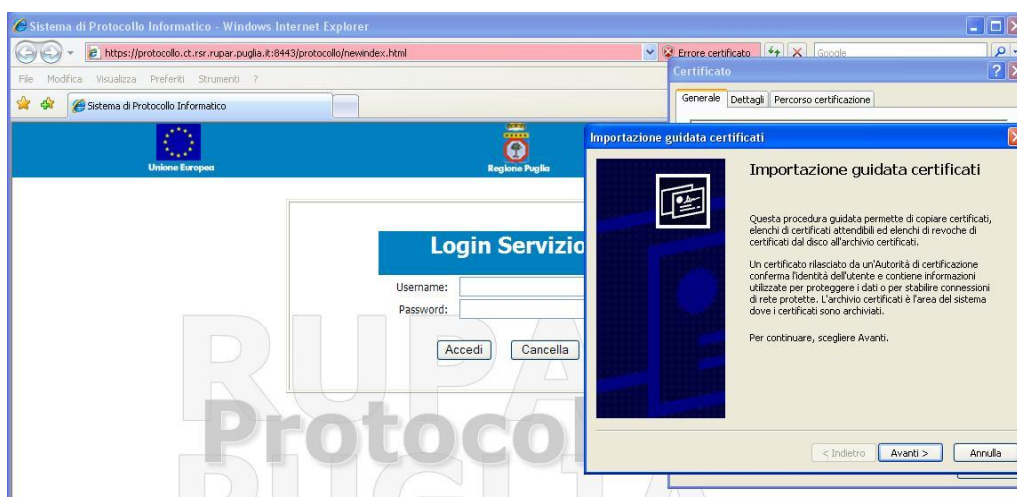 Sistema di Protocollo Informatico - Windows Internet Explorer
https://protocollo.ct.rsr.rupar.puglia.it:8443/protocollo/newindex.html
Errore certificato
Google
File Modifica Visualizza Preferiti Strumenti ?
Sistema di Protocollo Informatico
Unione Europea
Regione Puglia
Login Servizio
Username:
Password:
Accedi Cancella
RUPA
Protocol
PUGLIA
Certificato
Generale Dettagli Percorso certificazione
Importazione guidata certificati
Importazione guidata certificati
Questa procedura guidata permette di copiare certificati,
elenchi di certificati attendibili ed elenchi di revoche di
certificati dal disco all'archivio certificati.
Un certificato rilasciato da un'Autorità di certificazione
conferma l'identità dell'utente e contiene informazioni
utilizzate per proteggere i dati o per stabilire connessioni
di rete protette. L'archivio certificati è l'area del sistema
dove i certificati sono archiviati.
Per continuare, scegliere Avanti.
< Indietro Avanti > Annulla